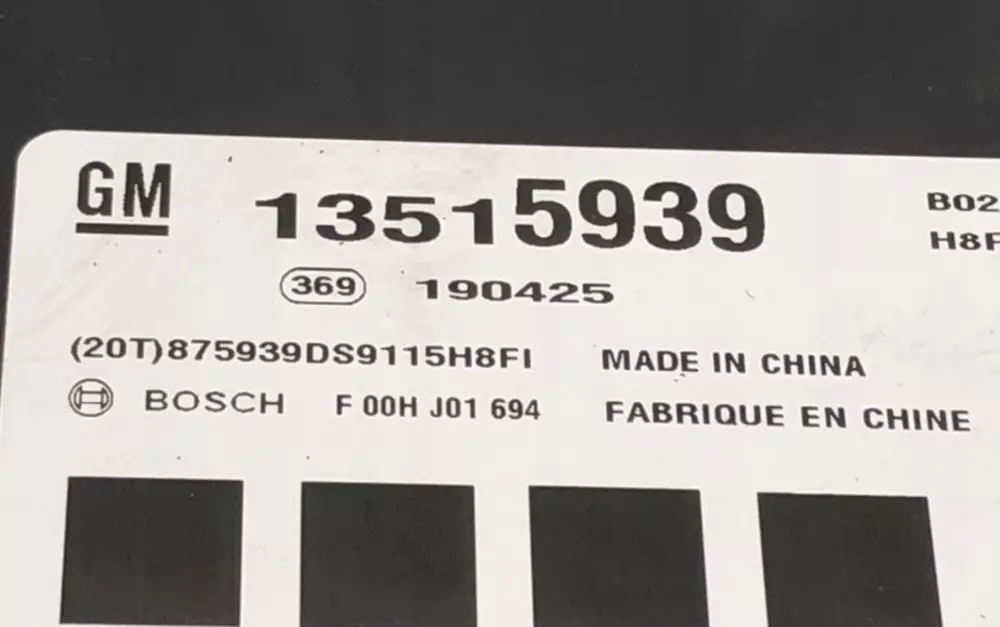 GM 13515939 B02
369 190425 H8F
(20T)875939DS9115H8FI MADE IN CHINA
BOSCH F 00H J01 694 FABRIQUE EN CHINE